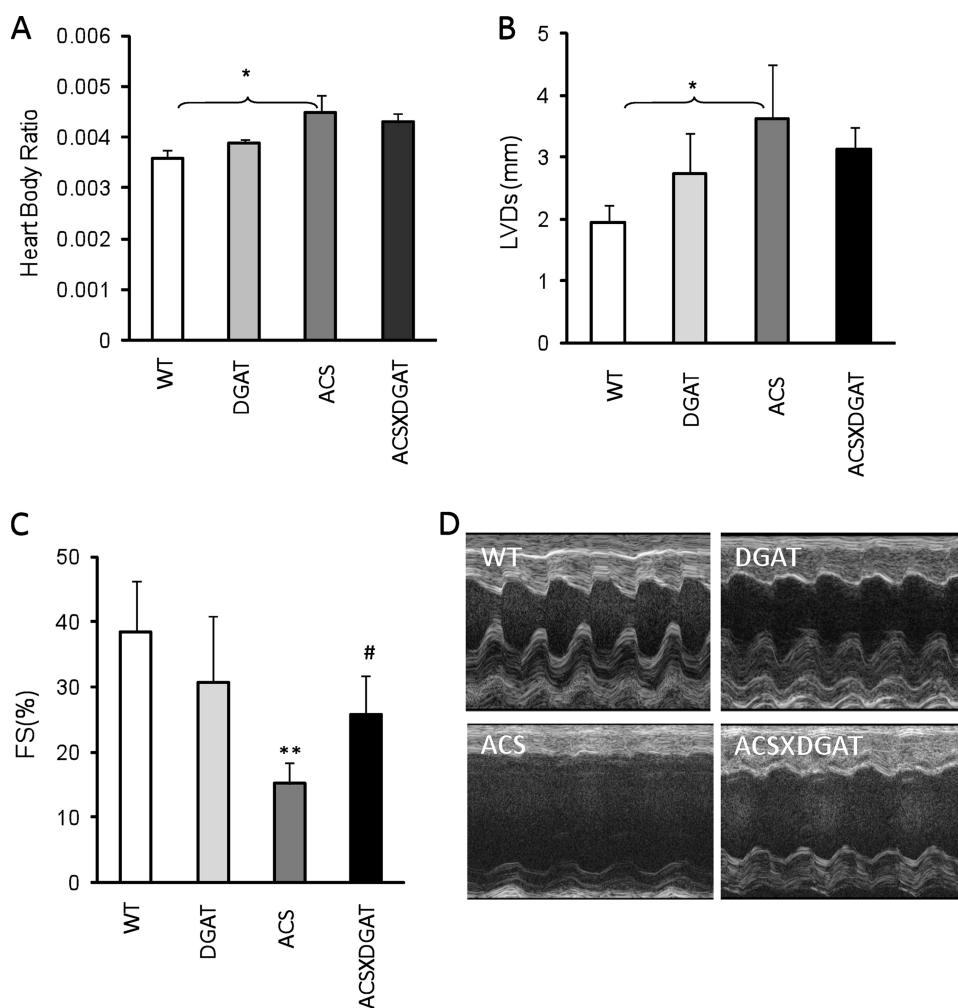 A
0.006
0.005
0.004
0.003
0.002
0.001
0
Heart Body Ratio
*
WT
DGAT
ACS
ACSXDGAT
B
5
4
3
2
1
0
LVDs (mm)
*
WT
DGAT
ACS
ACSXDGAT
C
50
40
30
20
10
0
FS(%)
**
#
WT
DGAT
ACS
ACSXDGAT
D
WT
DGAT
ACS
ACSXDGAT